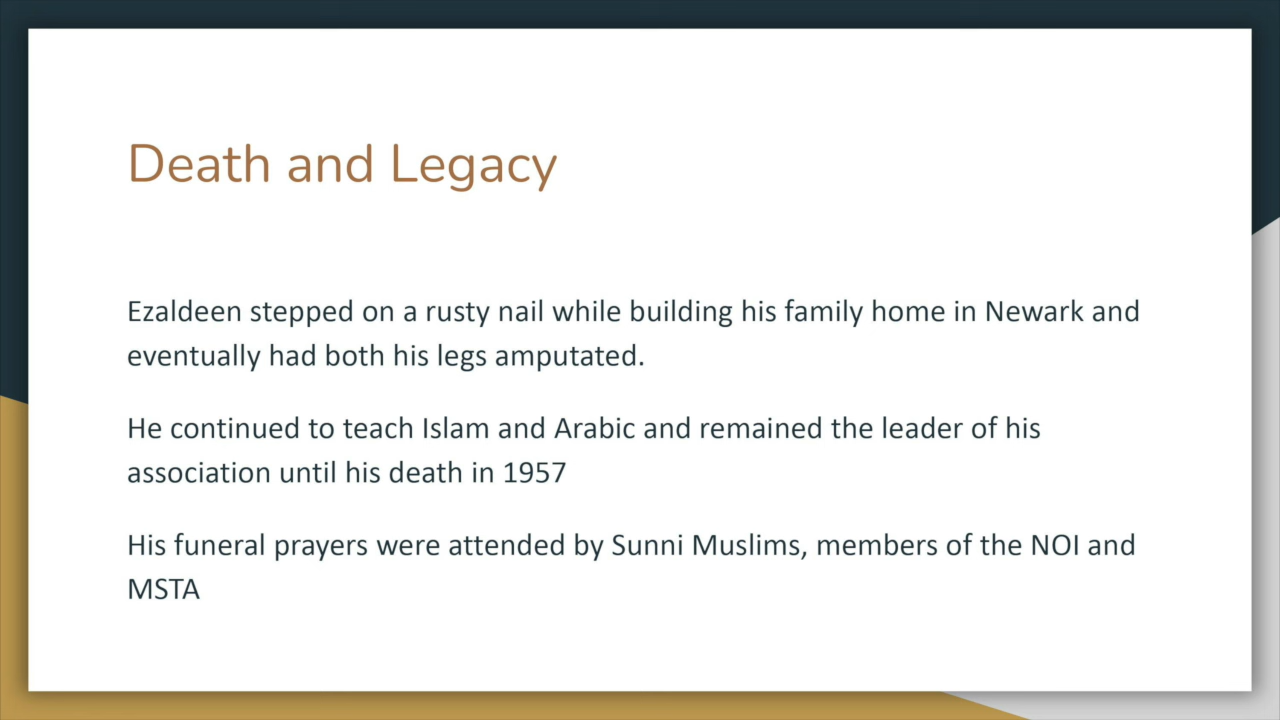 Death and Legacy
Ezaldeen stepped on a rusty nail while building his family home in Newark and
eventually had both his legs amputated.
He continued to teach Islam and Arabic and remained the leader of his
association until his death in 1957
His funeral prayers were attended by Sunni Muslims, members of the NOI and
MSTA